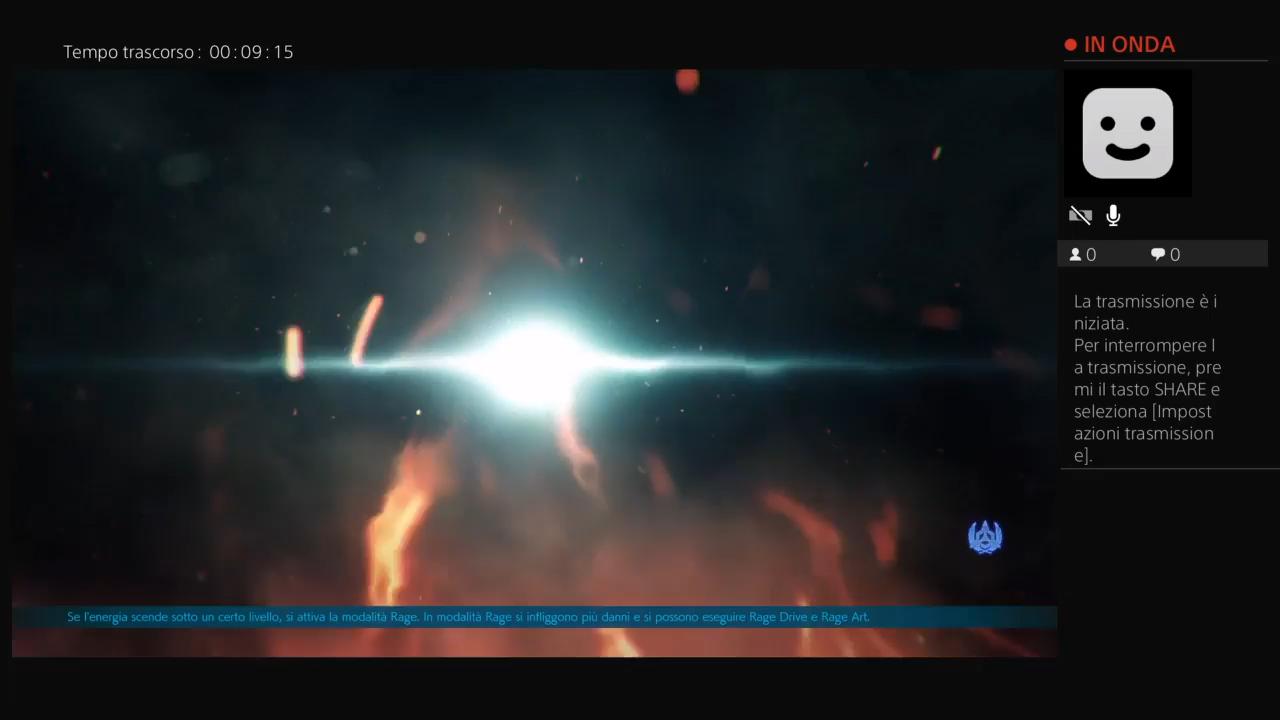 Tempo trascorso: 00:09:15
IN ONDA
0 0
La trasmissione è i
niziata.
Per interrompere l
a trasmissione, pre
mi il tasto SHARE e
seleziona [Impost
azioni trasmission
e].
Se l'energia scende sotto un certo livello, si attiva la modalità Rage. In modalità Rage si infliggono più danni e si possono eseguire Rage Drive e Rage Art.